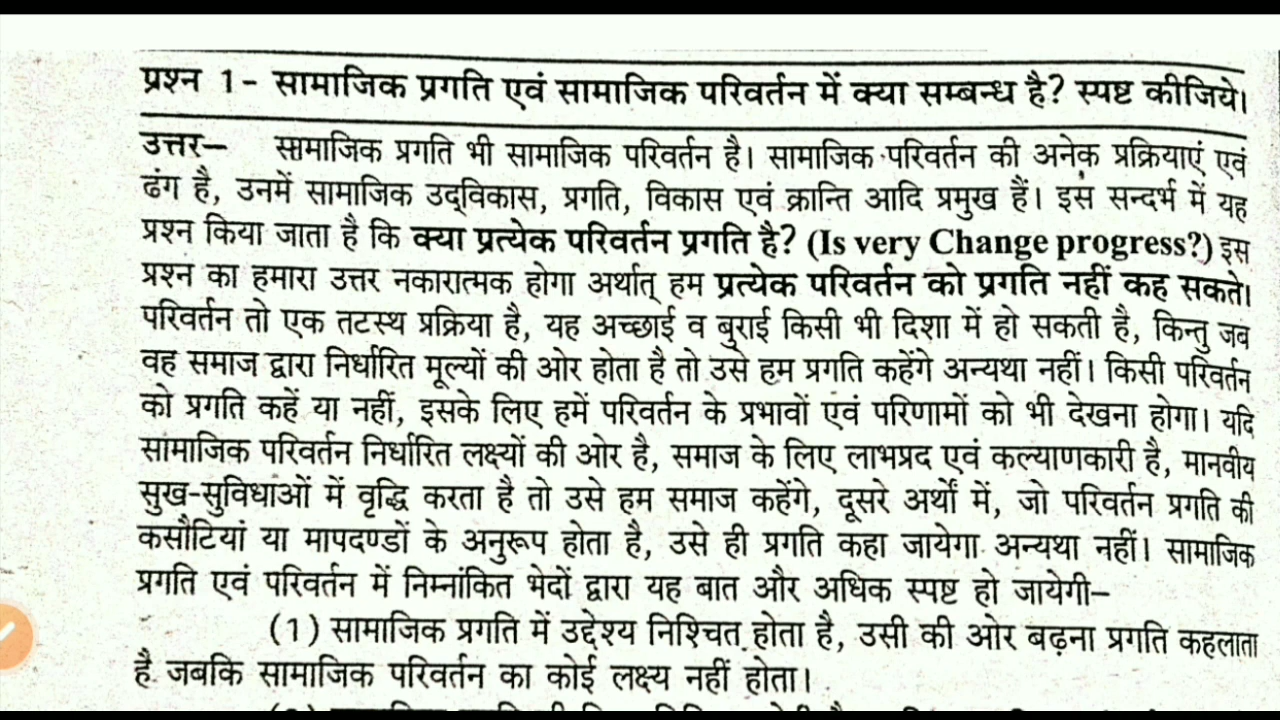 प्रश्न 1- सामाजिक प्रगति एवं सामाजिक परिवर्तन में क्या सम्बन्ध है? स्पष्ट कीजिये।
उत्तर– सामाजिक प्रगति भी सामाजिक परिवर्तन है। सामाजिक परिवर्तन की अनेक प्रक्रियाएं एवं
ढंग है, उनमें सामाजिक उद्विकास, प्रगति, विकास एवं क्रान्ति आदि प्रमुख हैं। इस सन्दर्भ में यह
प्रश्न किया जाता है कि क्या प्रत्येक परिवर्तन प्रगति है? (Is very Change progress?) इस
प्रश्न का हमारा उत्तर नकारात्मक होगा अर्थात् हम प्रत्येक परिवर्तन को प्रगति नहीं कह सकते।
परिवर्तन तो एक तटस्थ प्रक्रिया है, यह अच्छाई व बुराई किसी भी दिशा में हो सकती है, किन्तु जब
वह समाज द्वारा निर्धारित मूल्यों की ओर होता है तो उसे हम प्रगति कहेंगे अन्यथा नहीं। किसी परिवर्तन
को प्रगति कहें या नहीं, इसके लिए हमें परिवर्तन के प्रभावों एवं परिणामों को भी देखना होगा। यदि
सामाजिक परिवर्तन निर्धारित लक्ष्यों की ओर है, समाज के लिए लाभप्रद एवं कल्याणकारी है, मानवीय
सुख-सुविधाओं में वृद्धि करता है तो उसे हम समाज कहेंगे, दूसरे अर्थों में, जो परिवर्तन प्रगति की
कसौटियां या मापदण्डों के अनुरूप होता है, उसे ही प्रगति कहा जायेगा अन्यथा नहीं। सामाजिक
प्रगति एवं परिवर्तन में निम्नांकित भेदों द्वारा यह बात और अधिक स्पष्ट हो जायेगी–
(1) सामाजिक प्रगति में उद्देश्य निश्चित होता है, उसी की ओर बढ़ना प्रगति कहलाता
है जबकि सामाजिक परिवर्तन का कोई लक्ष्य नहीं होता।